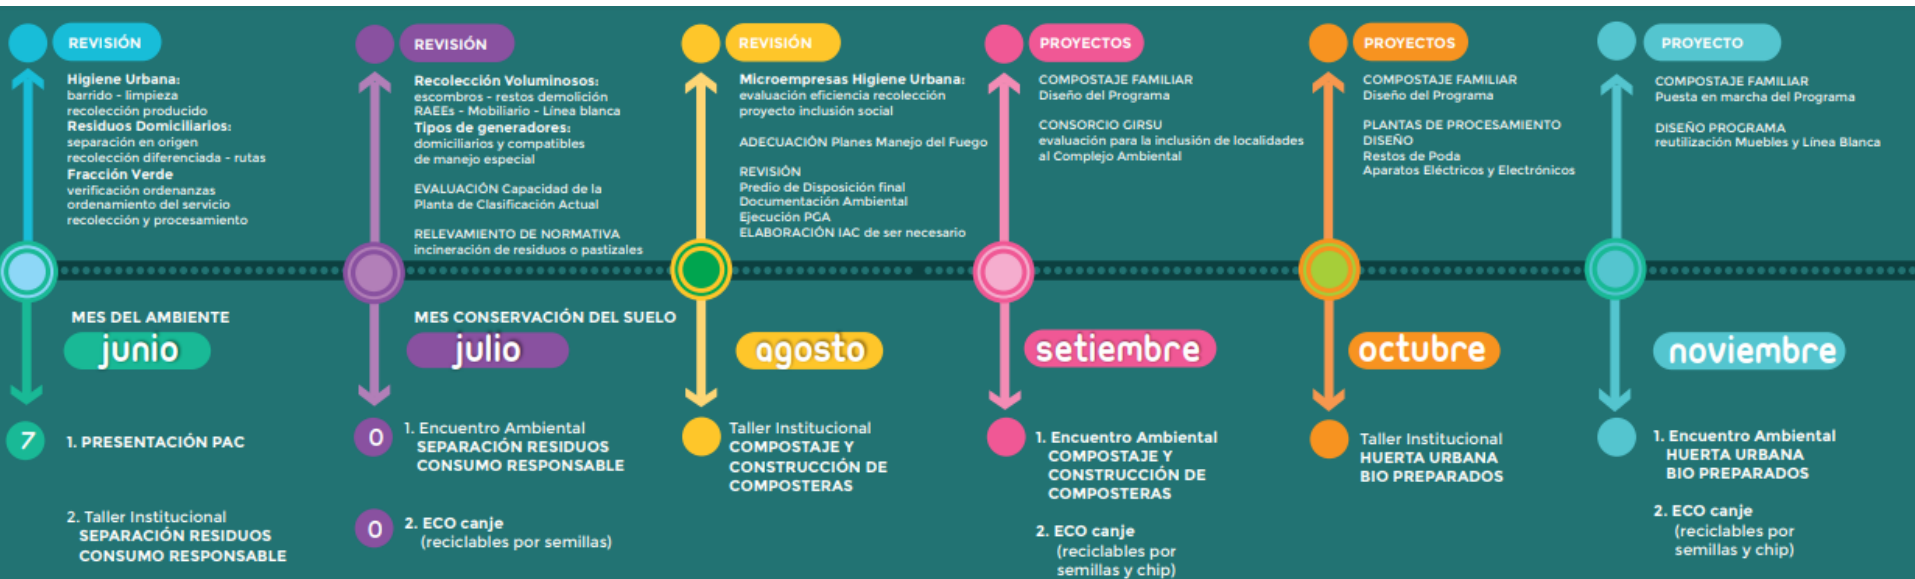 REVISIÓN
Higiene Urbana:
barrido - limpieza
recolección producido
Residuos Domiciliarios:
separación en origen
recolección diferenciada - rutas
Fracción Verde
verificación ordenanzas
ordenamiento del servicio
recolección y procesamiento
MES DEL AMBIENTE
junio
7
1. PRESENTACIÓN PAC
2. Taller Institucional
SEPARACIÓN RESIDUOS
CONSUMO RESPONSABLE
REVISIÓN
Recolección Voluminosos:
escombros - restos demolición
RAEEs - Mobiliario - Línea blanca
Tipos de generadores:
domiciliarios y compatibles
de manejo especial
EVALUACIÓN Capacidad de la
Planta de Clasificación Actual
RELEVAMIENTO DE NORMATIVA
incineración de residuos o pastizales
MES CONSERVACIÓN DEL SUELO
julio
0
1. Encuentro Ambiental
SEPARACIÓN RESIDUOS
CONSUMO RESPONSABLE
0
2. ECO canje
(reciclables por semillas)
REVISIÓN
Microempresas Higiene Urbana:
evaluación eficiencia recolección
proyecto inclusión social
ADECUACIÓN Planes Manejo del Fuego
REVISIÓN
Predio de Disposición final
Documentación Ambiental
Ejecución PGA
ELABORACIÓN IAC de ser necesario
agosto
Taller Institucional
COMPOSTAJE Y
CONSTRUCCIÓN DE
COMPOSTERAS
PROYECTOS
COMPOSTAJE FAMILIAR
Diseño del Programa
CONSORCIO GIRSU
evaluación para la inclusión de localidades
al Complejo Ambiental
setiembre
1. Encuentro Ambiental
COMPOSTAJE Y
CONSTRUCCIÓN DE
COMPOSTERAS
2. ECO canje
(reciclables por
semillas y chip)
PROYECTOS
COMPOSTAJE FAMILIAR
Diseño del Programa
PLANTAS DE PROCESAMIENTO
DISEÑO
Restos de Poda
Aparatos Eléctricos y Electrónicos
octubre
Taller Institucional
HUERTA URBANA
BIO PREPARADOS
PROYECTO
COMPOSTAJE FAMILIAR
Puesta en marcha del Programa
DISEÑO PROGRAMA
reutilización Muebles y Línea Blanca
noviembre
1. Encuentro Ambiental
HUERTA URBANA
BIO PREPARADOS
2. ECO canje
(reciclables por
semillas y chip)